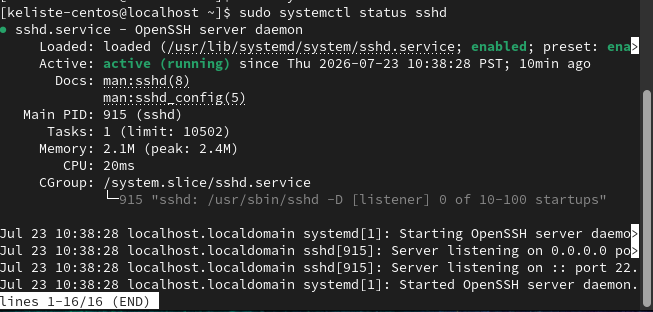 [keliste-centos@localhost ~]$ sudo systemctl status sshd
● sshd.service - OpenSSH server daemon
     Loaded: loaded (/usr/lib/systemd/system/sshd.service; enabled; preset: ena>
     Active: active (running) since Thu 2026-07-23 10:38:28 PST; 10min ago
       Docs: man:sshd(8)
             man:sshd_config(5)
   Main PID: 915 (sshd)
      Tasks: 1 (limit: 10502)
     Memory: 2.1M (peak: 2.4M)
        CPU: 20ms
     CGroup: /system.slice/sshd.service
             └─915 "sshd: /usr/sbin/sshd -D [listener] 0 of 10-100 startups"

Jul 23 10:38:28 localhost.localdomain systemd[1]: Starting OpenSSH server daemo>
Jul 23 10:38:28 localhost.localdomain sshd[915]: Server listening on 0.0.0.0 po>
Jul 23 10:38:28 localhost.localdomain sshd[915]: Server listening on :: port 22.
Jul 23 10:38:28 localhost.localdomain systemd[1]: Started OpenSSH server daemon.
lines 1-16/16 (END)